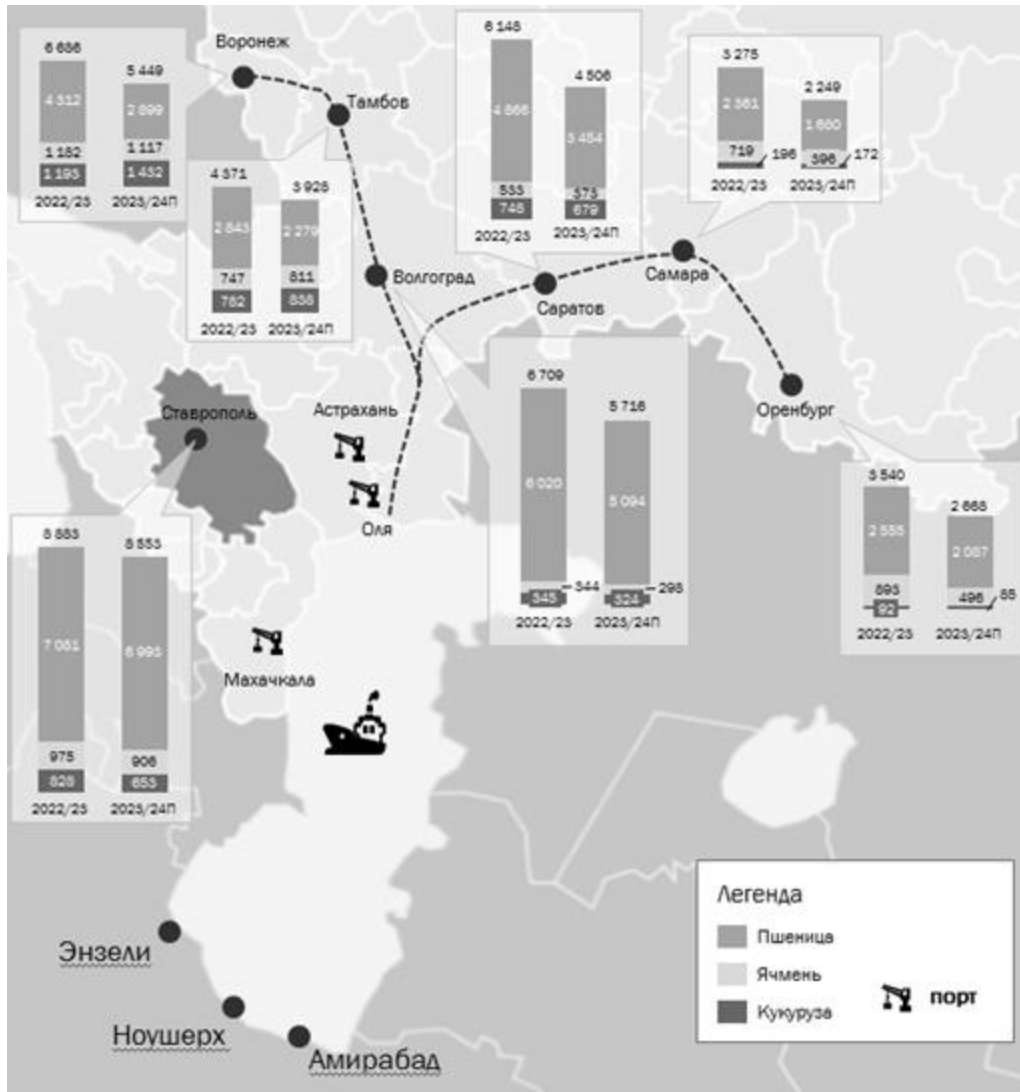 Воронеж
6 686
5 449
4 312
2 899
1 182
1 117
1 193
1 432
2022/23
2023/24П
Тамбов
4 371
3 928
2 843
2 279
747
811
782
838
2022/23
2023/24П
6 148
4 506
4 866
3 454
533
373
748
679
2022/23
2023/24П
3 275
2 249
2 361
1 680
719
196
396
172
2022/23
2023/24П
Волгоград
Саратов
Самара
Оренбург
Ставрополь
Астрахань
Оля
6 709
5 716
6 020
5 094
344
298
345
324
2022/23
2023/24П
3 540
2 668
2 555
2 087
893
496
85
92
2022/23
2023/24П
8 883
8 553
7 081
6 993
975
906
828
653
2022/23
2023/24П
Махачкала
Энзели
Ноушерх
Амирабад
Легенда
Пшеница
Ячмень
Кукуруза
порт